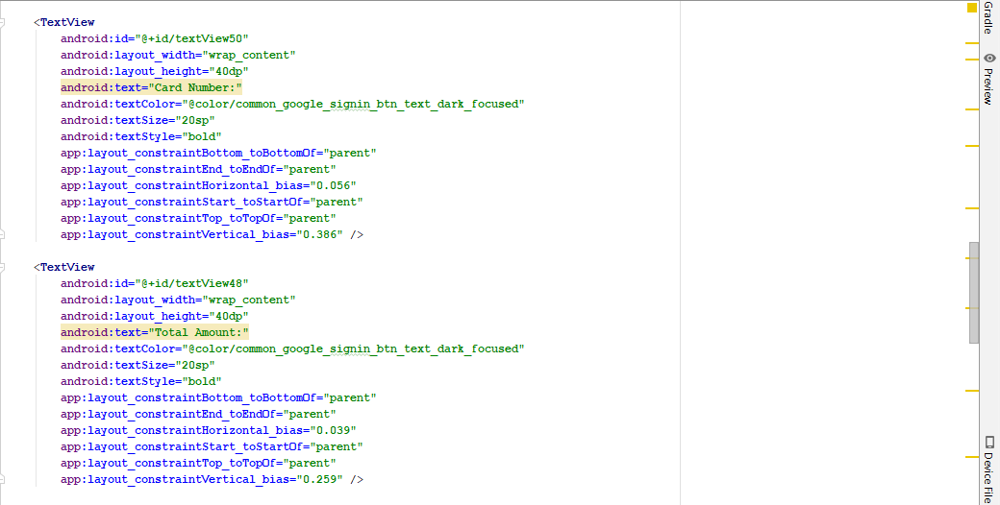 <TextView
android:id="@+id/textView50"
android:layout_width="wrap_content"
android:layout_height="40dp"
android:text="Card Number:"
android:textColor="@color/common_google_signin_btn_text_dark_focused"
android:textSize="20sp"
android:textStyle="bold"
app:layout_constraintBottom_toBottomOf="parent"
app:layout_constraintEnd_toEndOf="parent"
app:layout_constraintHorizontal_bias="0.056"
app:layout_constraintStart_toStartOf="parent"
app:layout_constraintTop_toTopOf="parent"
app:layout_constraintVertical_bias="0.386" />
<TextView
android:id="@+id/textView48"
android:layout_width="wrap_content"
android:layout_height="40dp"
android:text="Total Amount:"
android:textColor="@color/common_google_signin_btn_text_dark_focused"
android:textSize="20sp"
android:textStyle="bold"
app:layout_constraintBottom_toBottomOf="parent"
app:layout_constraintEnd_toEndOf="parent"
app:layout_constraintHorizontal_bias="0.039"
app:layout_constraintStart_toStartOf="parent"
app:layout_constraintTop_toTopOf="parent"
app:layout_constraintVertical_bias="0.259" />
Gradle
Preview
Device File